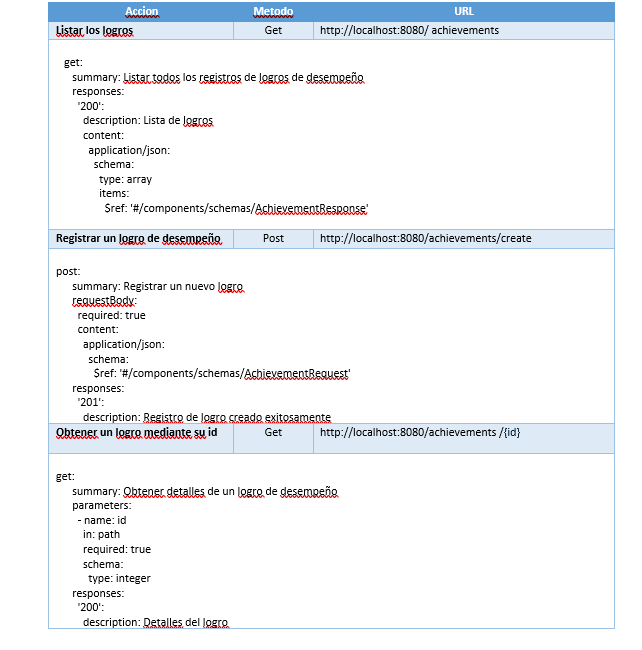 Accion Metodo URL
Listar los logros Get http://localhost:8080/ achievements
get:
summary: Listar todos los registros de logros de desempeño
responses:
'200':
description: Lista de logros
content:
application/json:
schema:
type: array
items:
$ref: '#/components/schemas/AchievementResponse'
Registrar un logro de desempeño Post http://localhost:8080/achievements/create
post:
summary: Registrar un nuevo logro
requestBody:
required: true
content:
application/json:
schema:
$ref: '#/components/schemas/AchievementRequest'
responses:
'201':
description: Registro de logro creado exitosamente
Obtener un logro mediante su id Get http://localhost:8080/achievements /{id}
get:
summary: Obtener detalles de un logro de desempeño
parameters:
- name: id
in: path
required: true
schema:
type: integer
responses:
'200':
description: Detalles del logro